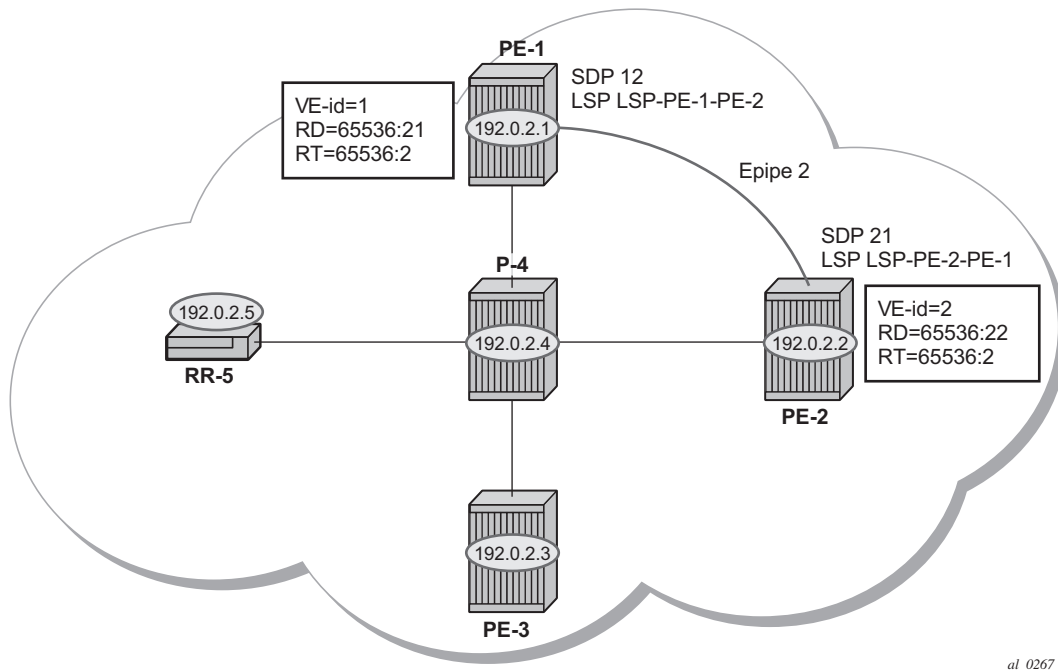 PE-1
SDP 12
LSP LSP-PE-1-PE-2
VE-id=1
RD=65536:21
RT=65536:2
192.0.2.1
Epipe 2
SDP 21
LSP LSP-PE-2-PE-1
P-4
192.0.2.5
192.0.2.4
192.0.2.2
VE-id=2
RD=65536:22
RT=65536:2
RR-5
PE-2
192.0.2.3
PE-3
al_0267